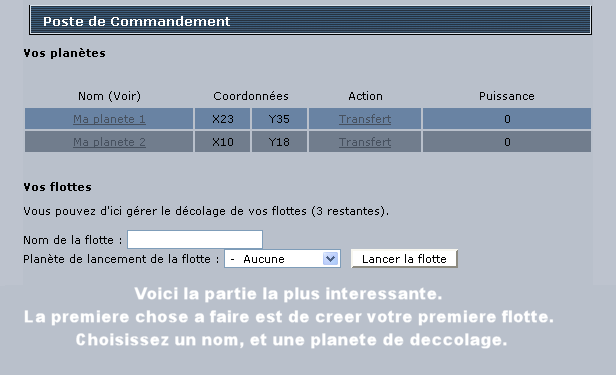 Poste de Commandement
Vos planètes
Nom (Voir) Coordonnées Action Puissance
Ma planete 1 X23 Y35 Transfert 0
Ma planete 2 X10 Y18 Transfert 0
Vos flottes
Vous pouvez d'ici gérer le décolage de vos flottes (3 restantes).
Nom de la flotte :
Planète de lancement de la flotte : - Aucune Lancer la flotte
Voici la partie la plus interessante.
La premiere chose a faire est de creer votre premiere flotte.
Choisissez un nom, et une planete de deccolage.